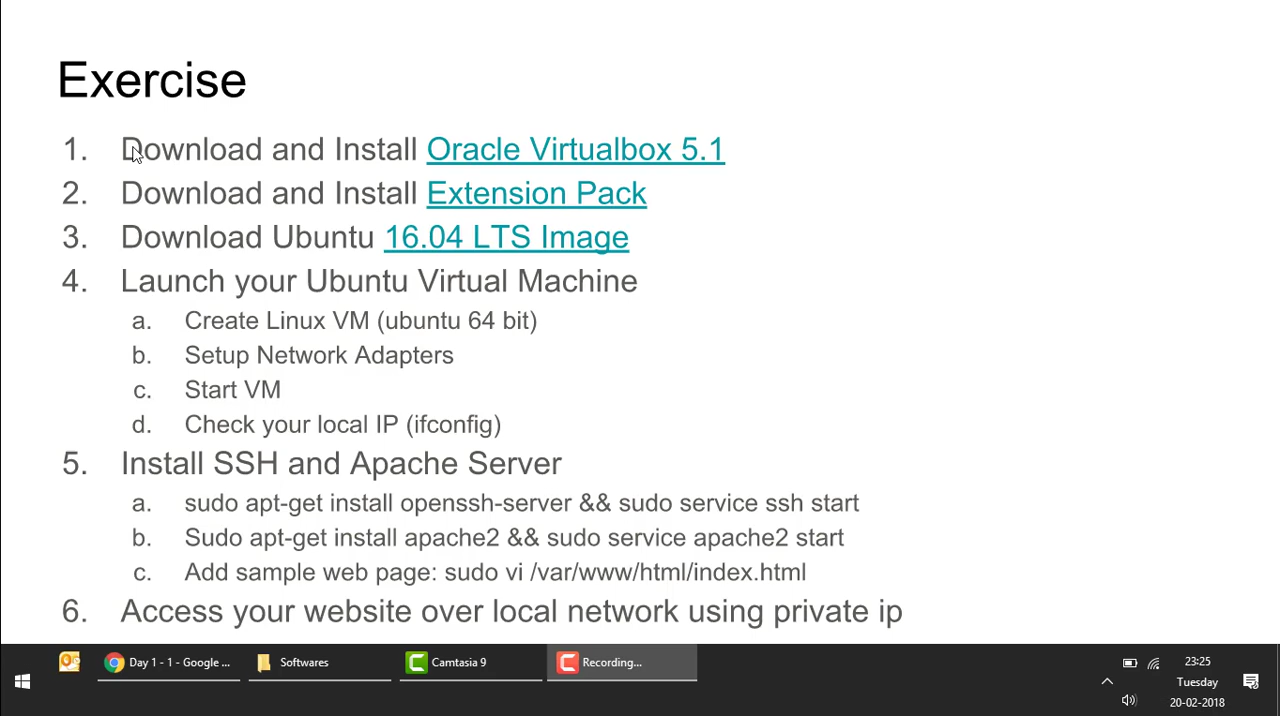 Exercise
1. Download and Install Oracle Virtualbox 5.1
2. Download and Install Extension Pack
3. Download Ubuntu 16.04 LTS Image
4. Launch your Ubuntu Virtual Machine
a. Create Linux VM (ubuntu 64 bit)
b. Setup Network Adapters
c. Start VM
d. Check your local IP (ifconfig)
5. Install SSH and Apache Server
a. sudo apt-get install openssh-server && sudo service ssh start
b. Sudo apt-get install apache2 && sudo service apache2 start
c. Add sample web page: sudo vi /var/www/html/index.html
6. Access your website over local network using private ip
Day 1 - 1 - Google ... Softwares Camtasia 9 Recording...
23:25
Tuesday
20-02-2018